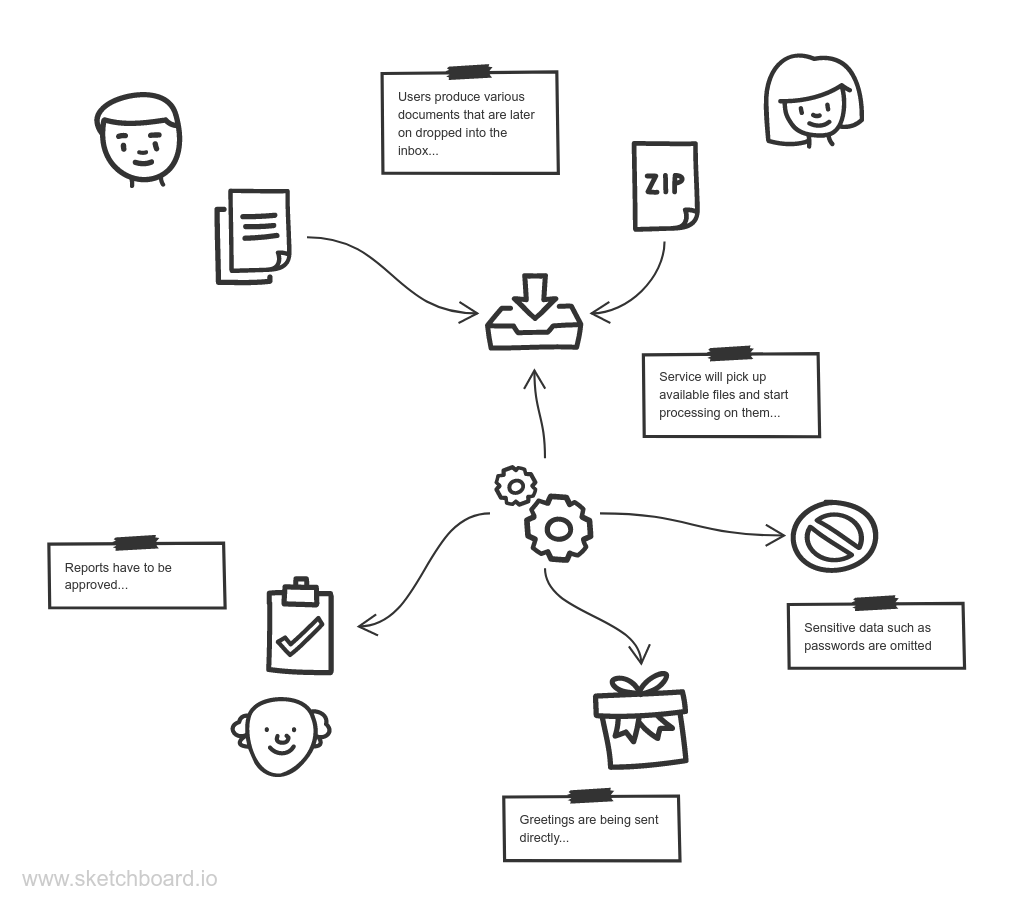 Users produce various
documents that are later
on dropped into the
inbox...
ZIP
Service will pick up
available files and start
processing on them...
Reports have to be
approved...
Sensitive data such as
passwords are omitted
Greetings are being sent
directly...
www.sketchboard.io